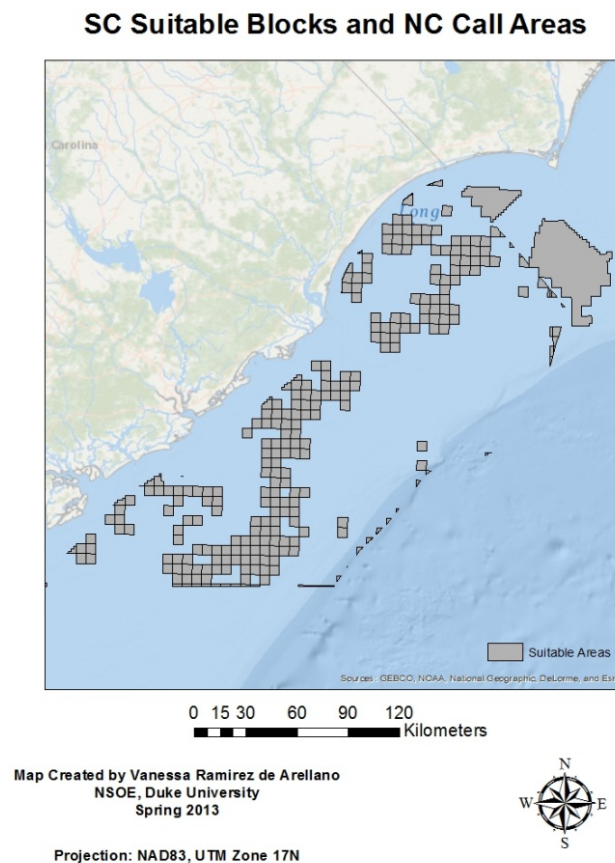 SC Suitable Blocks and NC Call Areas
Carolina
Long
Suitable Areas
Sources: GEBCO, NOAA, National Geographic, DeLorme, and Esri
0 15 30 60 90 120
Kilometers
Map Created by Vanessa Ramirez de Arellano
NSOE, Duke University
Spring 2013
N
W E
S
Projection: NAD83, UTM Zone 17N